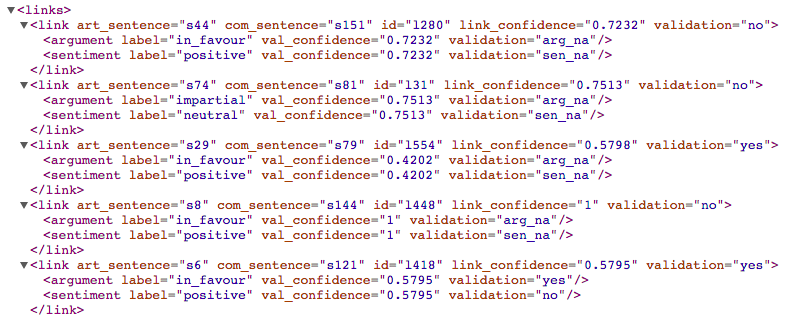 <links>
<link art_sentence="s44" com_sentence="s151" id="l280" link_confidence="0.7232" validation="no">
<argument label="in_favour" val_confidence="0.7232" validation="arg_na"/>
<sentiment label="positive" val_confidence="0.7232" validation="sen_na"/>
</link>
<link art_sentence="s74" com_sentence="s81" id="l31" link_confidence="0.7513" validation="no">
<argument label="impartial" val_confidence="0.7513" validation="arg_na"/>
<sentiment label="neutral" val_confidence="0.7513" validation="sen_na"/>
</link>
<link art_sentence="s29" com_sentence="s79" id="l554" link_confidence="0.5798" validation="yes">
<argument label="in_favour" val_confidence="0.4202" validation="arg_na"/>
<sentiment label="positive" val_confidence="0.4202" validation="sen_na"/>
</link>
<link art_sentence="s8" com_sentence="s144" id="l448" link_confidence="1" validation="no">
<argument label="in_favour" val_confidence="1" validation="arg_na"/>
<sentiment label="positive" val_confidence="1" validation="sen_na"/>
</link>
<link art_sentence="s6" com_sentence="s121" id="l418" link_confidence="0.5795" validation="yes">
<argument label="in_favour" val_confidence="0.5795" validation="yes"/>
<sentiment label="positive" val_confidence="0.5795" validation="no"/>
</link>